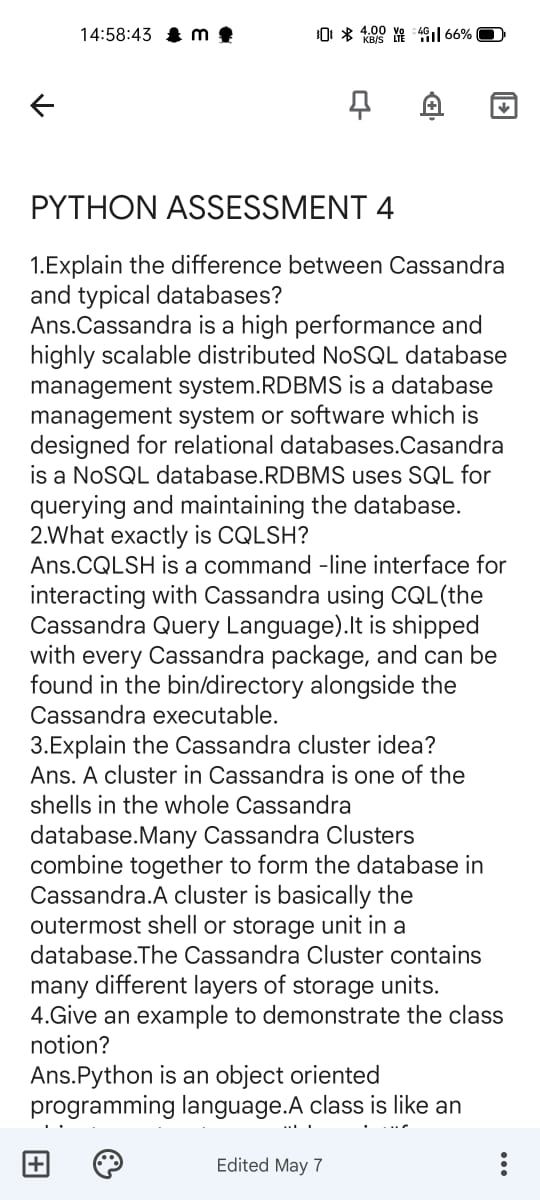 14:58:43 m 4.00 KB/S Vo LTE 4G 66%
PYTHON ASSESSMENT 4
1.Explain the difference between Cassandra
and typical databases?
Ans.Cassandra is a high performance and
highly scalable distributed NoSQL database
management system.RDBMS is a database
management system or software which is
designed for relational databases.Casandra
is a NoSQL database.RDBMS uses SQL for
querying and maintaining the database.
2.What exactly is CQLSH?
Ans.CQLSH is a command -line interface for
interacting with Cassandra using CQL(the
Cassandra Query Language).It is shipped
with every Cassandra package, and can be
found in the bin/directory alongside the
Cassandra executable.
3.Explain the Cassandra cluster idea?
Ans. A cluster in Cassandra is one of the
shells in the whole Cassandra
database.Many Cassandra Clusters
combine together to form the database in
Cassandra.A cluster is basically the
outermost shell or storage unit in a
database.The Cassandra Cluster contains
many different layers of storage units.
4.Give an example to demonstrate the class
notion?
Ans.Python is an object oriented
programming language.A class is like an
Edited May 7